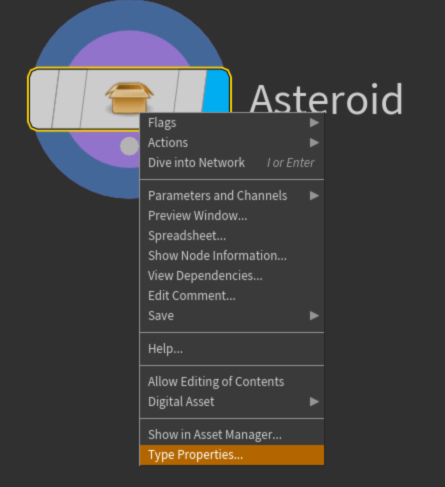 Asteroid
Flags
Actions
Dive into Network I or Enter
Parameters and Channels
Preview Window...
Spreadsheet...
Show Node Information...
View Dependencies...
Edit Comment...
Save
Help...
Allow Editing of Contents
Digital Asset
Show in Asset Manager...
Type Properties...